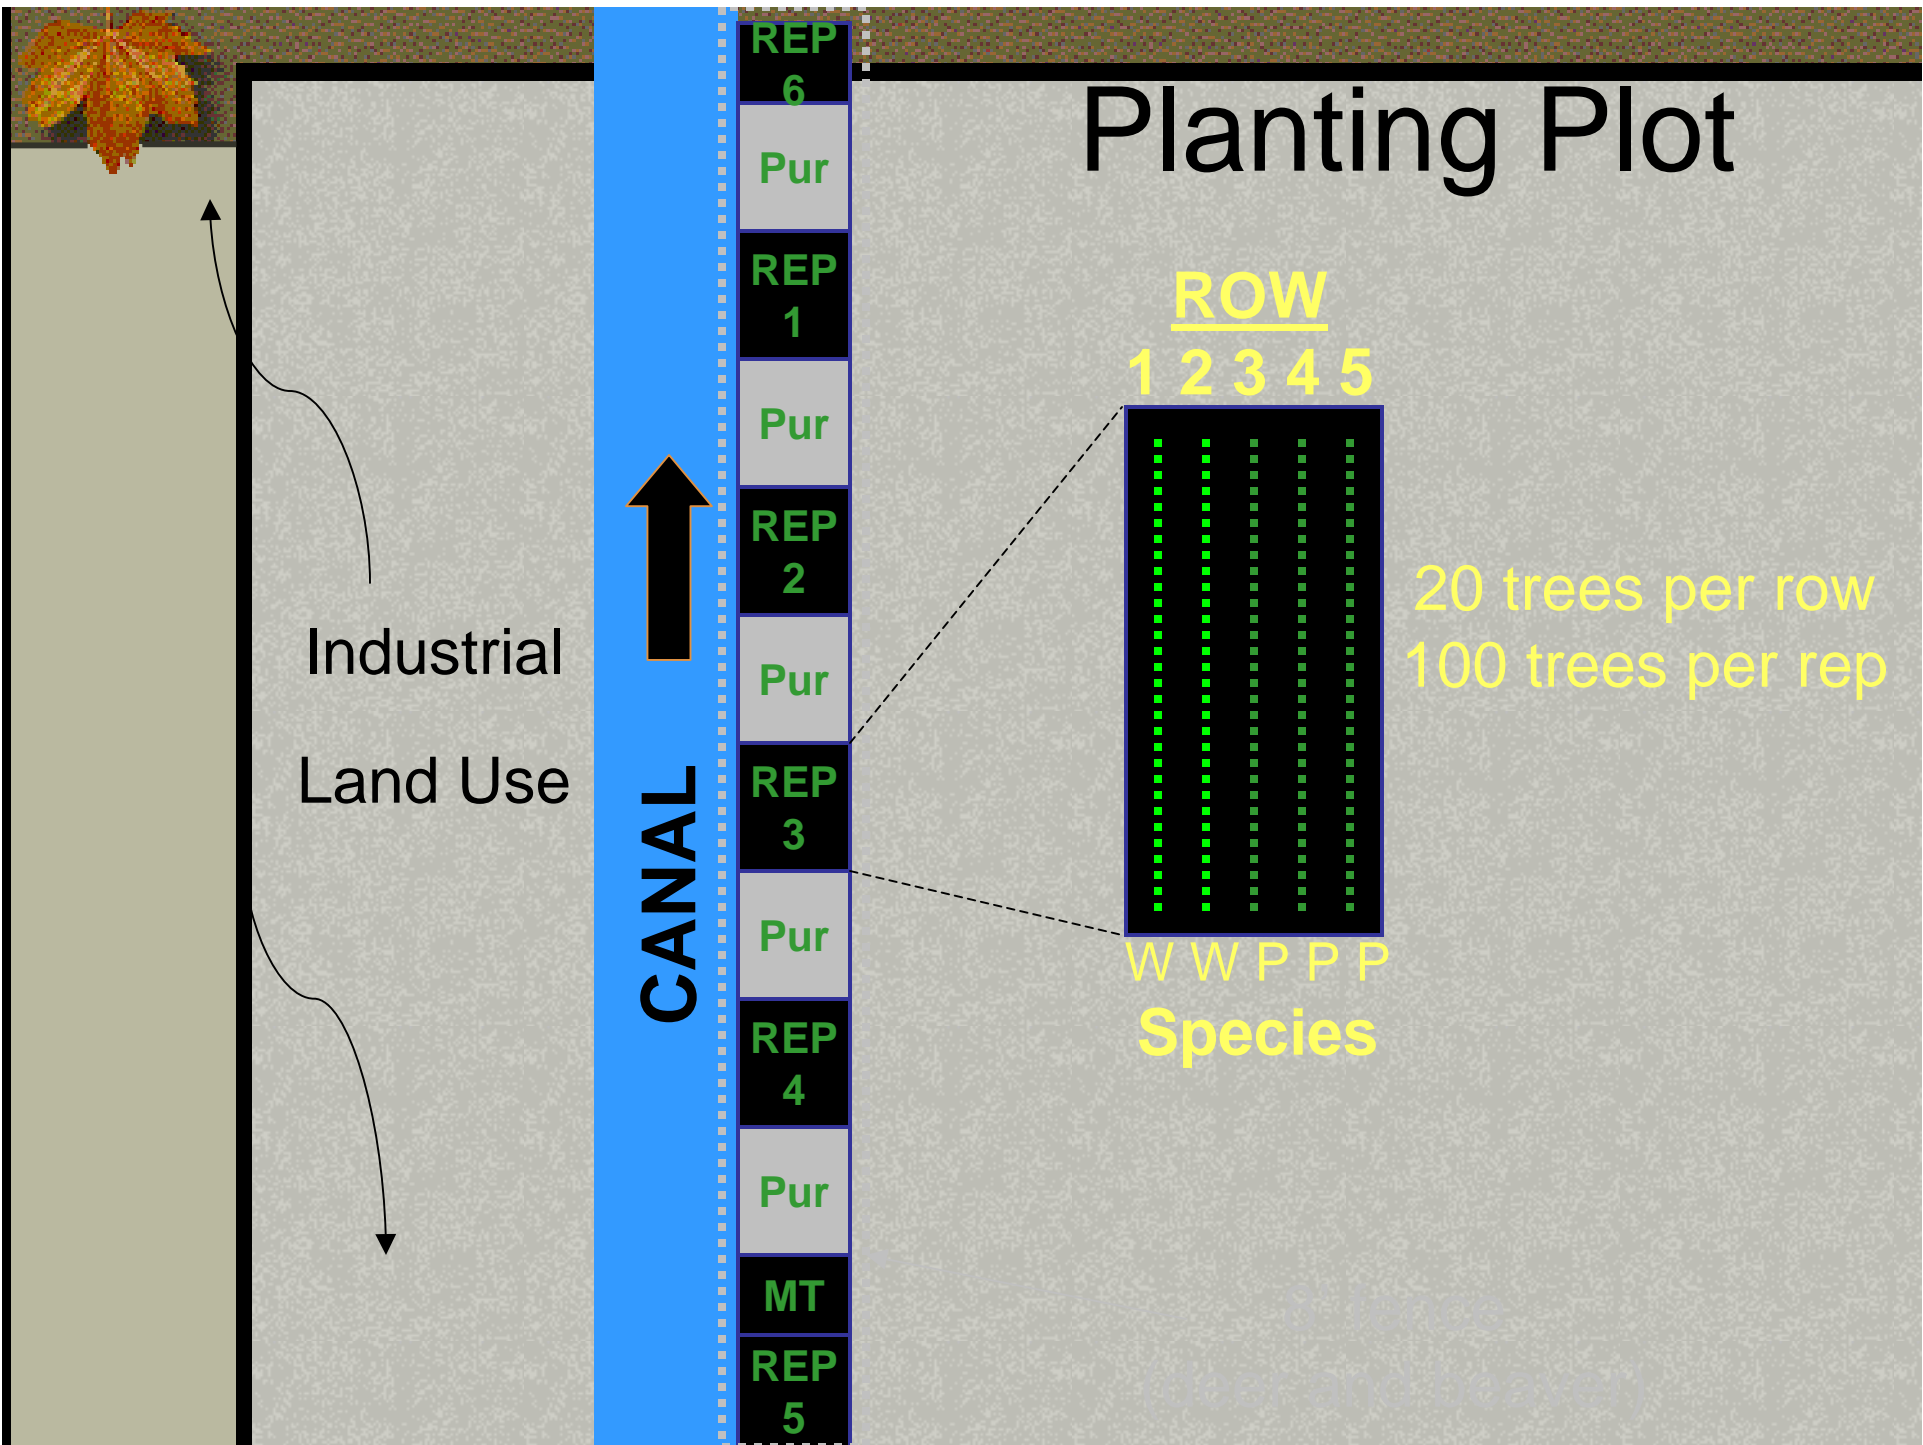 Planting Plot
REP
6
Pur
REP
1
Pur
REP
2
Pur
REP
3
Pur
REP
4
Pur
MT
REP
5
CANAL
Industrial
Land Use
ROW
1 2 3 4 5
20 trees per row
100 trees per rep
W W P P P
Species